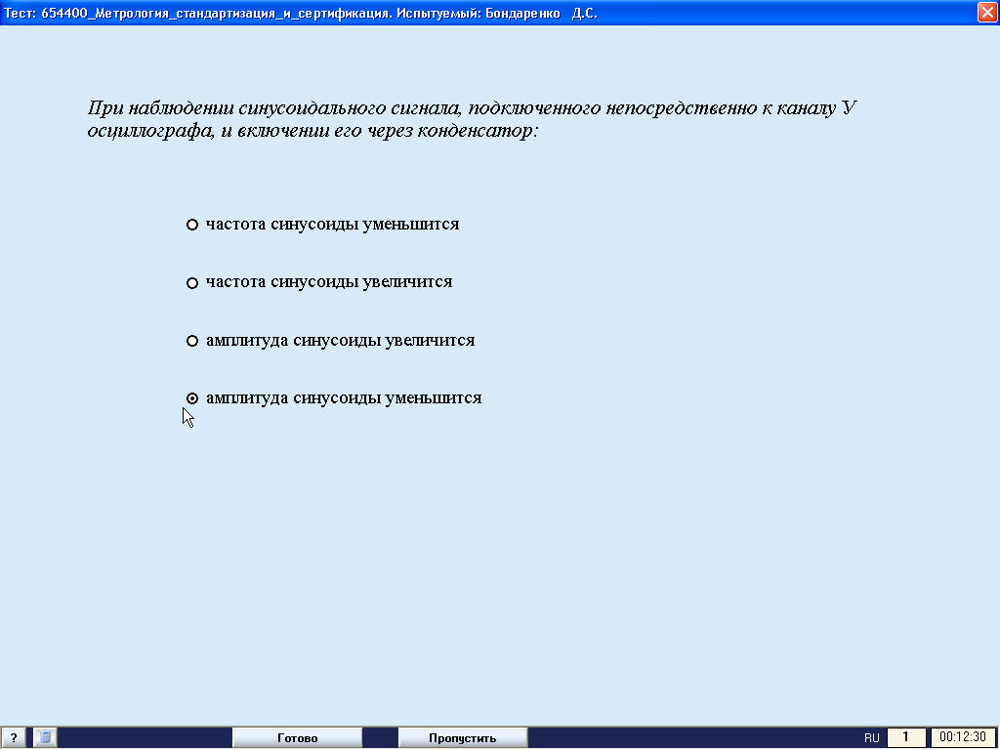 Тест: 654400_Метрология_стандартизация_и_сертификация. Испытуемый: Бондаренко Д.С.
При наблюдении синусоидального сигнала, подключенного непосредственно к каналу У
осциллографа, и включении его через конденсатор:
частота синусоиды уменьшится
частота синусоиды увеличится
амплитуда синусоиды увеличится
амплитуда синусоиды уменьшится
? Готово Пропустить RU 1 00:12:30